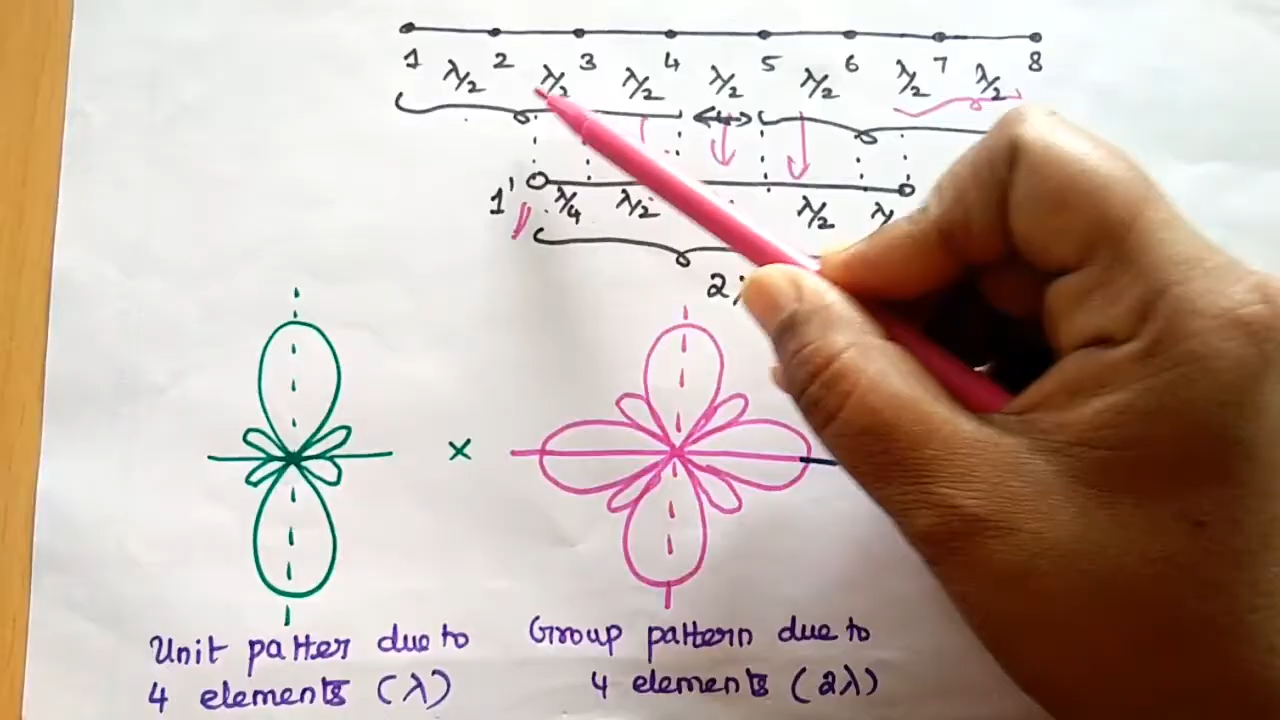 1 2 3 4 5 6 7 8
λ/2 λ/2 λ/2 λ/2 λ/2 λ/2 λ/2
1' λ/4 λ/2 λ/2
2
×
Unit patter due to
4 elements (λ)
Group pattern due to
4 elements (2λ)